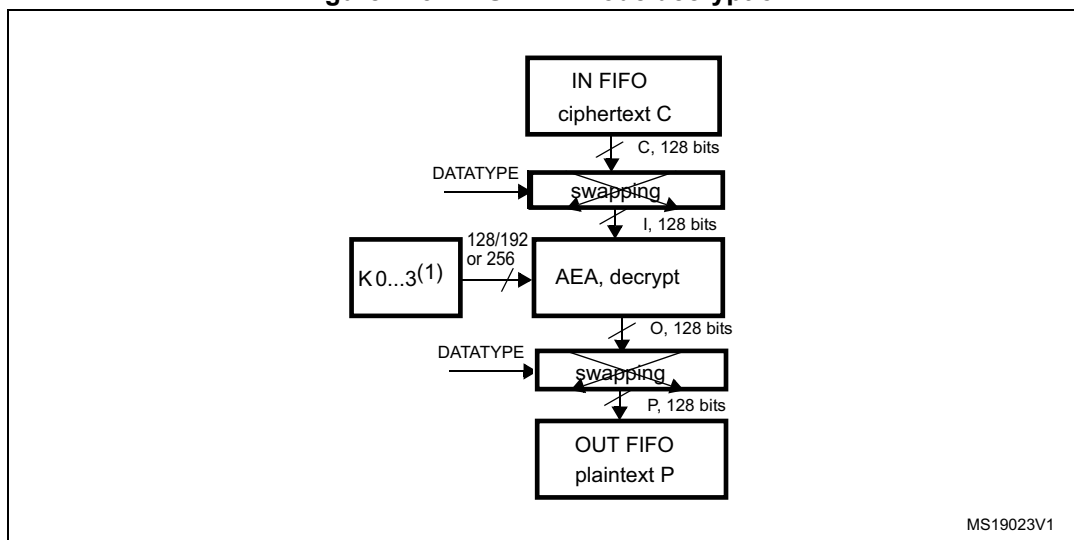 IN FIFO
ciphertext C
C, 128 bits
DATATYPE
swapping
I, 128 bits
128/192
or 256
K 0...3(1)
AEA, decrypt
O, 128 bits
DATATYPE
swapping
P, 128 bits
OUT FIFO
plaintext P
MS19023V1